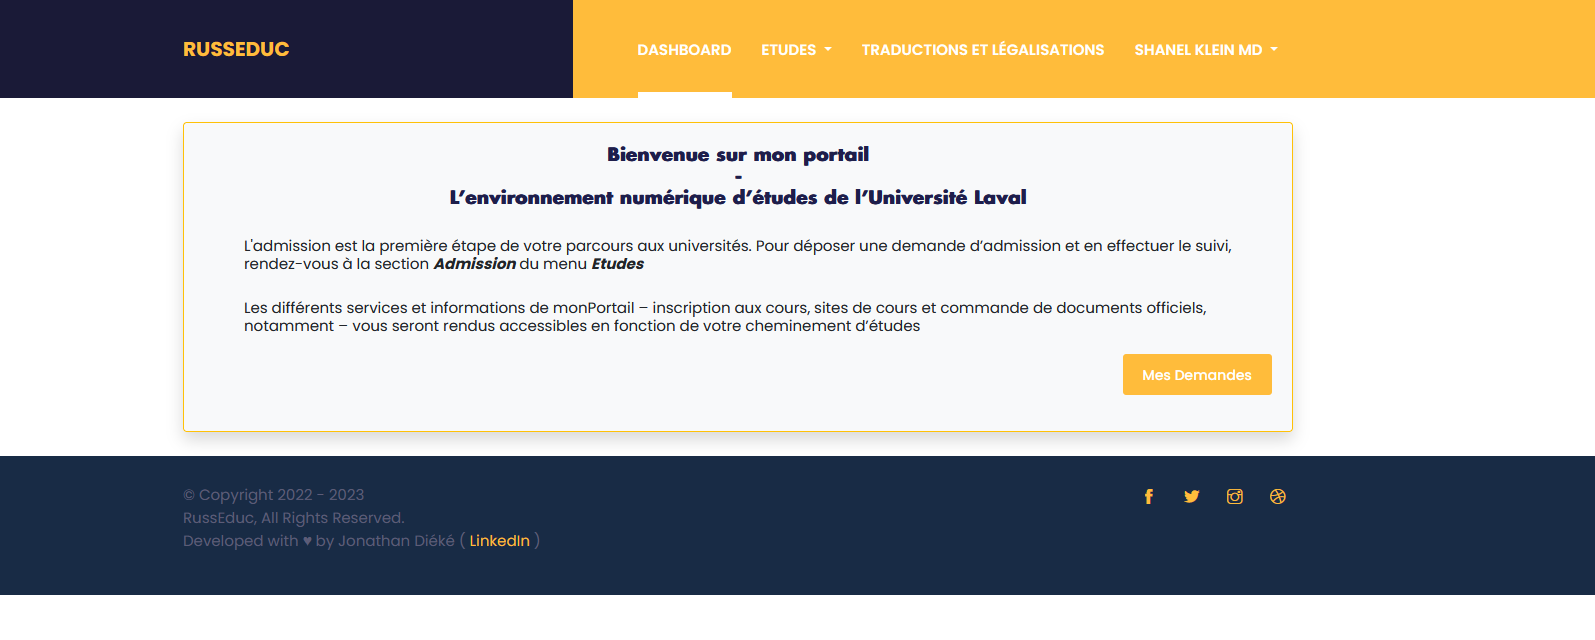 RUSSEDUC
DASHBOARD
ETUDES
TRADUCTIONS ET LÉGALISATIONS
SHANEL KLEIN MD
Bienvenue sur mon portail
-
L’environnement numérique d’études de l’Université Laval
L'admission est la première étape de votre parcours aux universités. Pour déposer une demande d’admission et en effectuer le suivi,
rendez-vous à la section Admission du menu Etudes
Les différents services et informations de monPortail – inscription aux cours, sites de cours et commande de documents officiels,
notamment – vous seront rendus accessibles en fonction de votre cheminement d’études
Mes Demandes
© Copyright 2022 - 2023
RussEduc, All Rights Reserved.
Developed with ♥ by Jonathan Diéké ( LinkedIn )